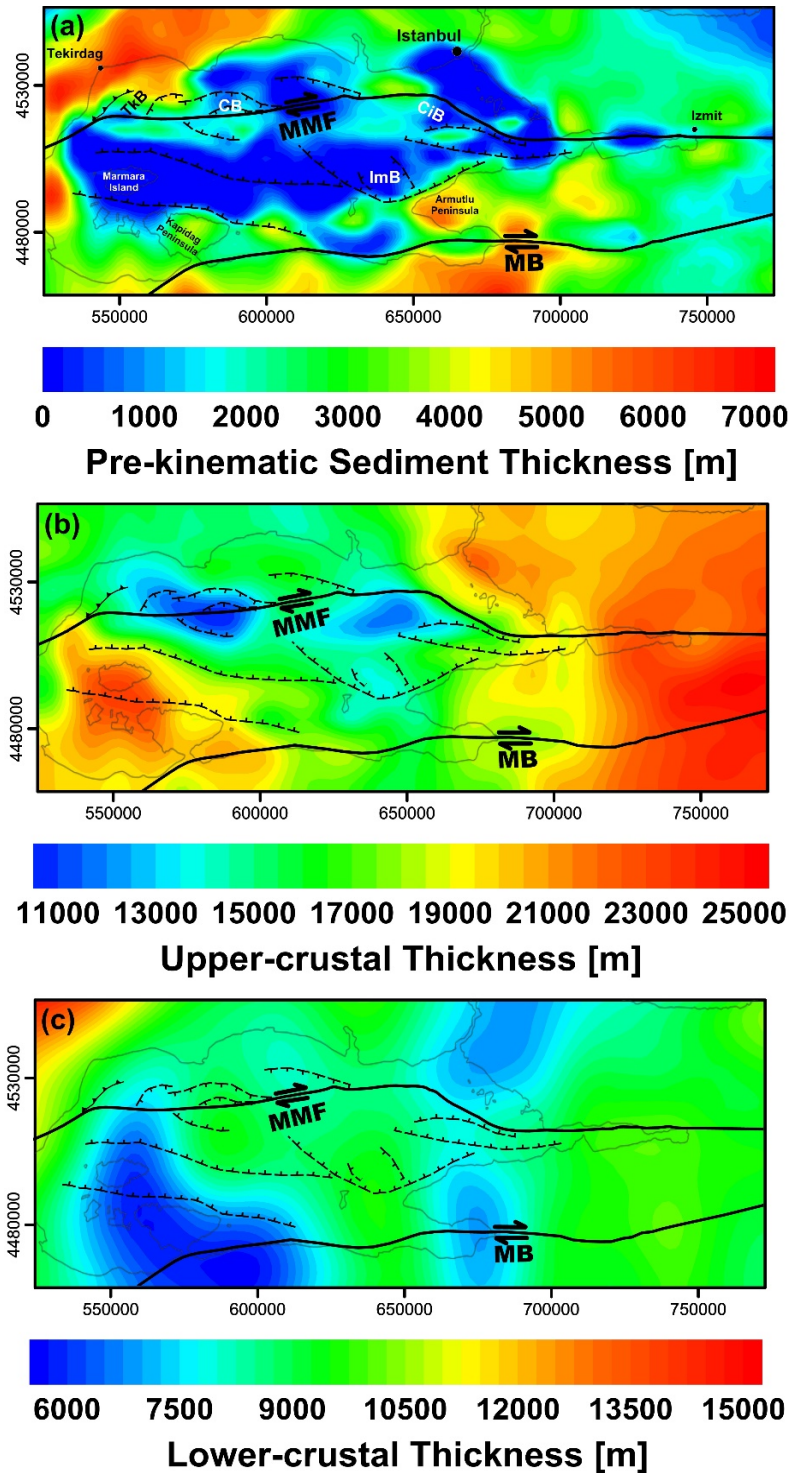 (a)
Tekirdag
Istanbul
4530000
TkB
CB
MMF
CiB
Izmit
Marmara
Island
ImB
Armutlu
Peninsula
Kapidag
Peninsula
4480000
MB
550000 600000 650000 700000 750000
0 1000 2000 3000 4000 5000 6000 7000
Pre-kinematic Sediment Thickness [m]
(b)
4530000
MMF
4480000
MB
550000 600000 650000 700000 750000
11000 13000 15000 17000 19000 21000 23000 25000
Upper-crustal Thickness [m]
(c)
4530000
MMF
4480000
MB
550000 600000 650000 700000 750000
6000 7500 9000 10500 12000 13500 15000
Lower-crustal Thickness [m]